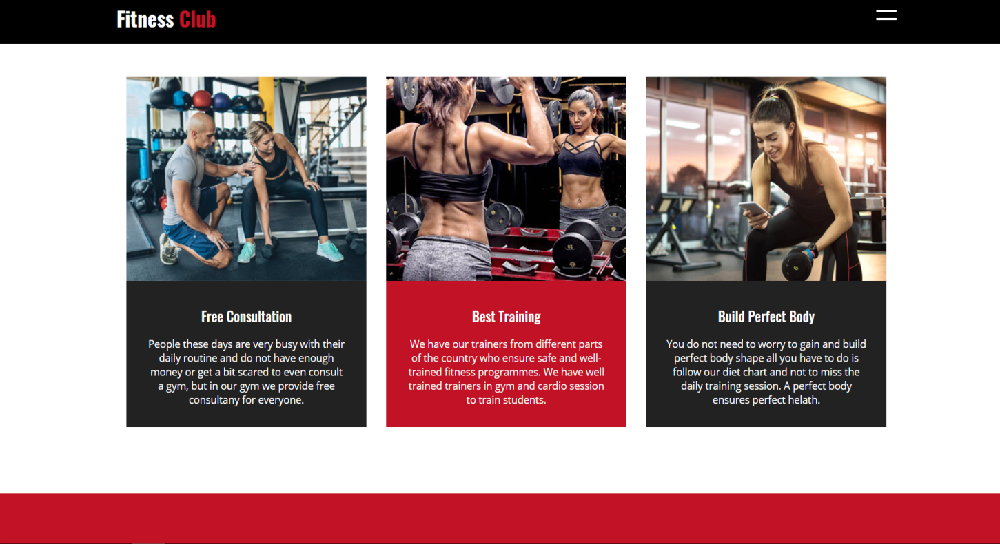 Fitness Club
Free Consultation
People these days are very busy with their
daily routine and do not have enough
money or get a bit scared to even consult
a gym, but in our gym we provide free
consultany for everyone.
Best Training
We have our trainers from different parts
of the country who ensure safe and well-
trained fitness programmes. We have well
trained trainers in gym and cardio session
to train students.
Build Perfect Body
You do not need to worry to gain and build
perfect body shape all you have to do is
follow our diet chart and not to miss the
daily training session. A perfect body
ensures perfect helath.